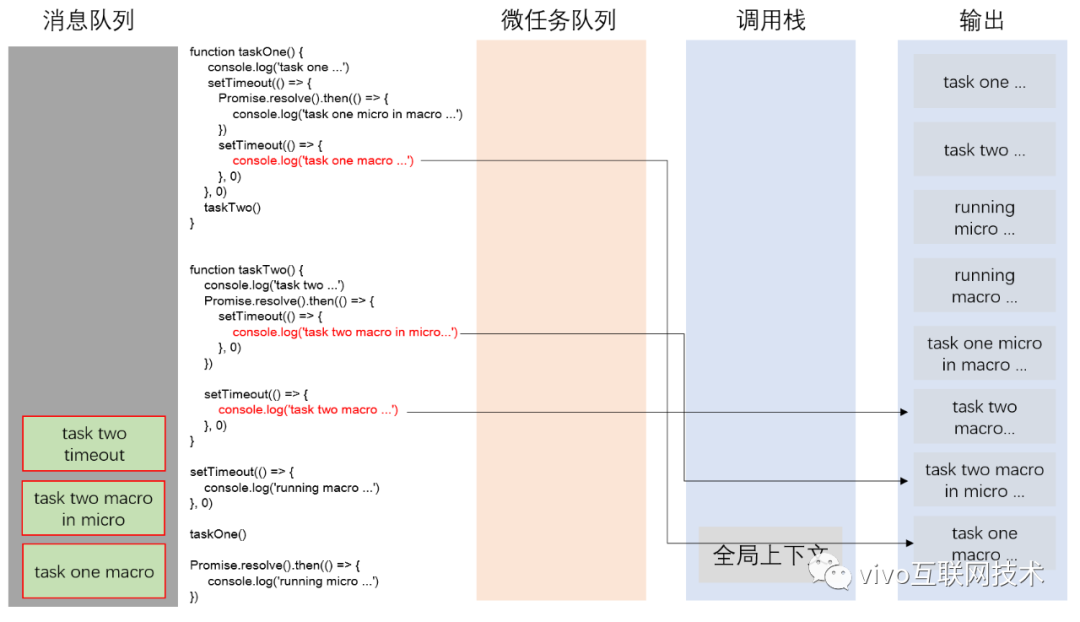 消息队列
微任务队列
调用栈
输出
function taskOne() {
console.log('task one ...')
setTimeout(() => {
Promise.resolve().then(() => {
console.log('task one micro in macro ...')
})
setTimeout(() => {
console.log('task one macro ...')
}, 0)
}, 0)
taskTwo()
}
function taskTwo() {
console.log('task two ...')
Promise.resolve().then(() => {
setTimeout(() => {
console.log('task two macro in micro...')
}, 0)
})
setTimeout(() => {
console.log('task two macro ...')
}, 0)
}
setTimeout(() => {
console.log('running macro ...')
}, 0)
taskOne()
Promise.resolve().then(() => {
console.log('running micro ...')
})
task two
timeout
task two macro
in micro
task one macro
全局上下文
task one ...
task two ...
running
micro ...
running
macro ...
task one micro
in macro ...
task two
macro...
task two macro
in micro ...
task one
macro ...
vivo互联网技术